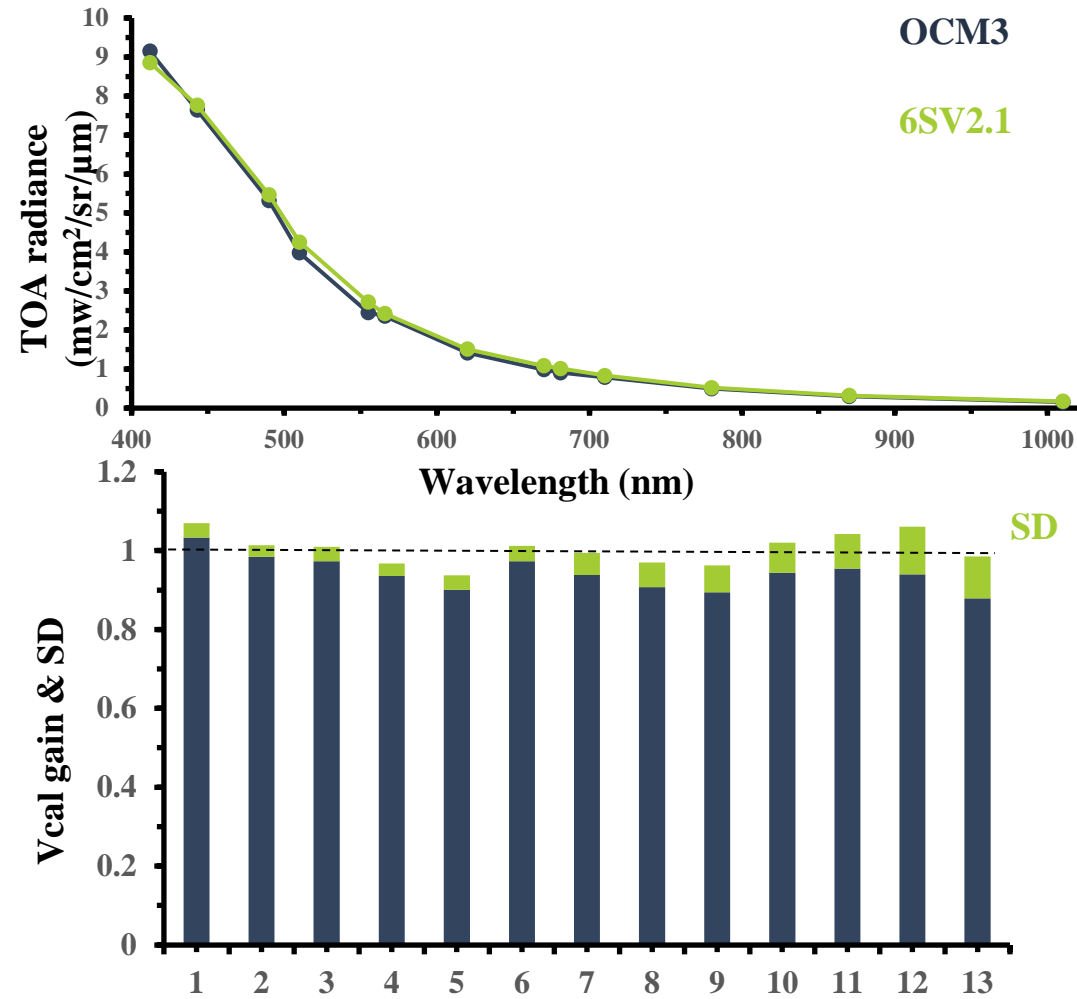 10
9
8
7
6
5
4
3
2
1
0
TOA radiance
(mw/cm²/sr/µm)
OCM3
6SV2.1
400 500 600 700 800 900 1000
Wavelength (nm)
1.2
1
0.8
0.6
0.4
0.2
0
Vcal gain & SD
SD
1 2 3 4 5 6 7 8 9 10 11 12 13